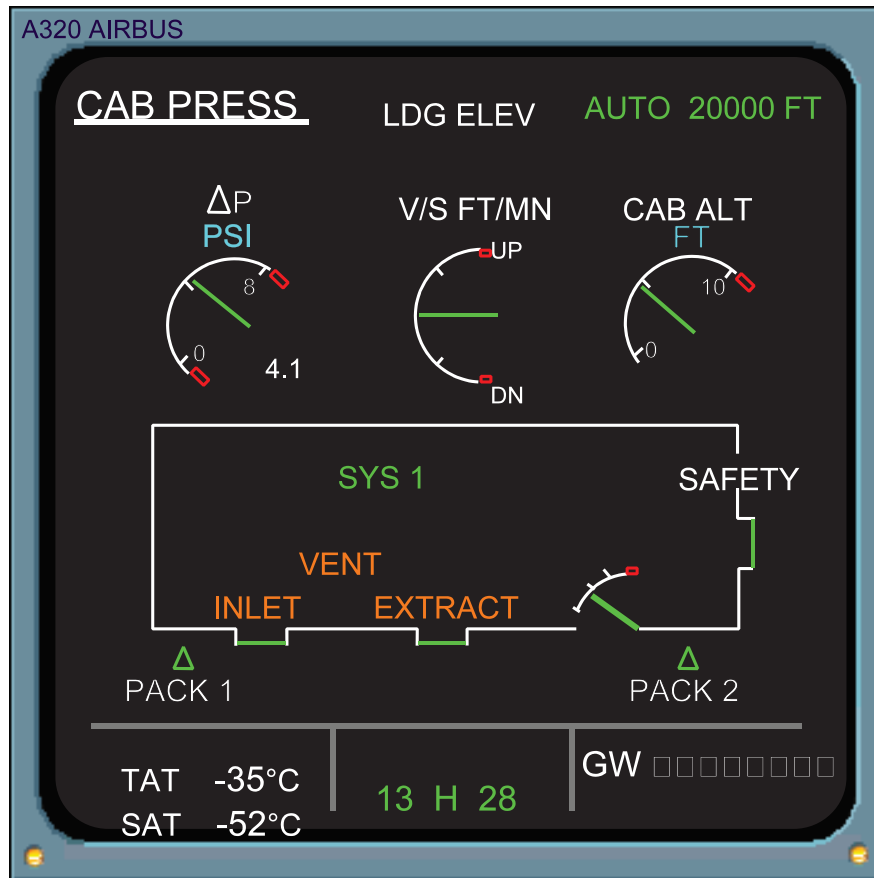 A320 AIRBUS
CAB PRESS LDG ELEV AUTO 20000 FT
ΔP V/S FT/MN CAB ALT
PSI FT
UP
8 10
0 0
4.1
DN
SYS 1 SAFETY
VENT
INLET EXTRACT
Δ Δ
PACK 1 PACK 2
TAT -35°C 13 H 28 GW □□□□□□□□
SAT -52°C